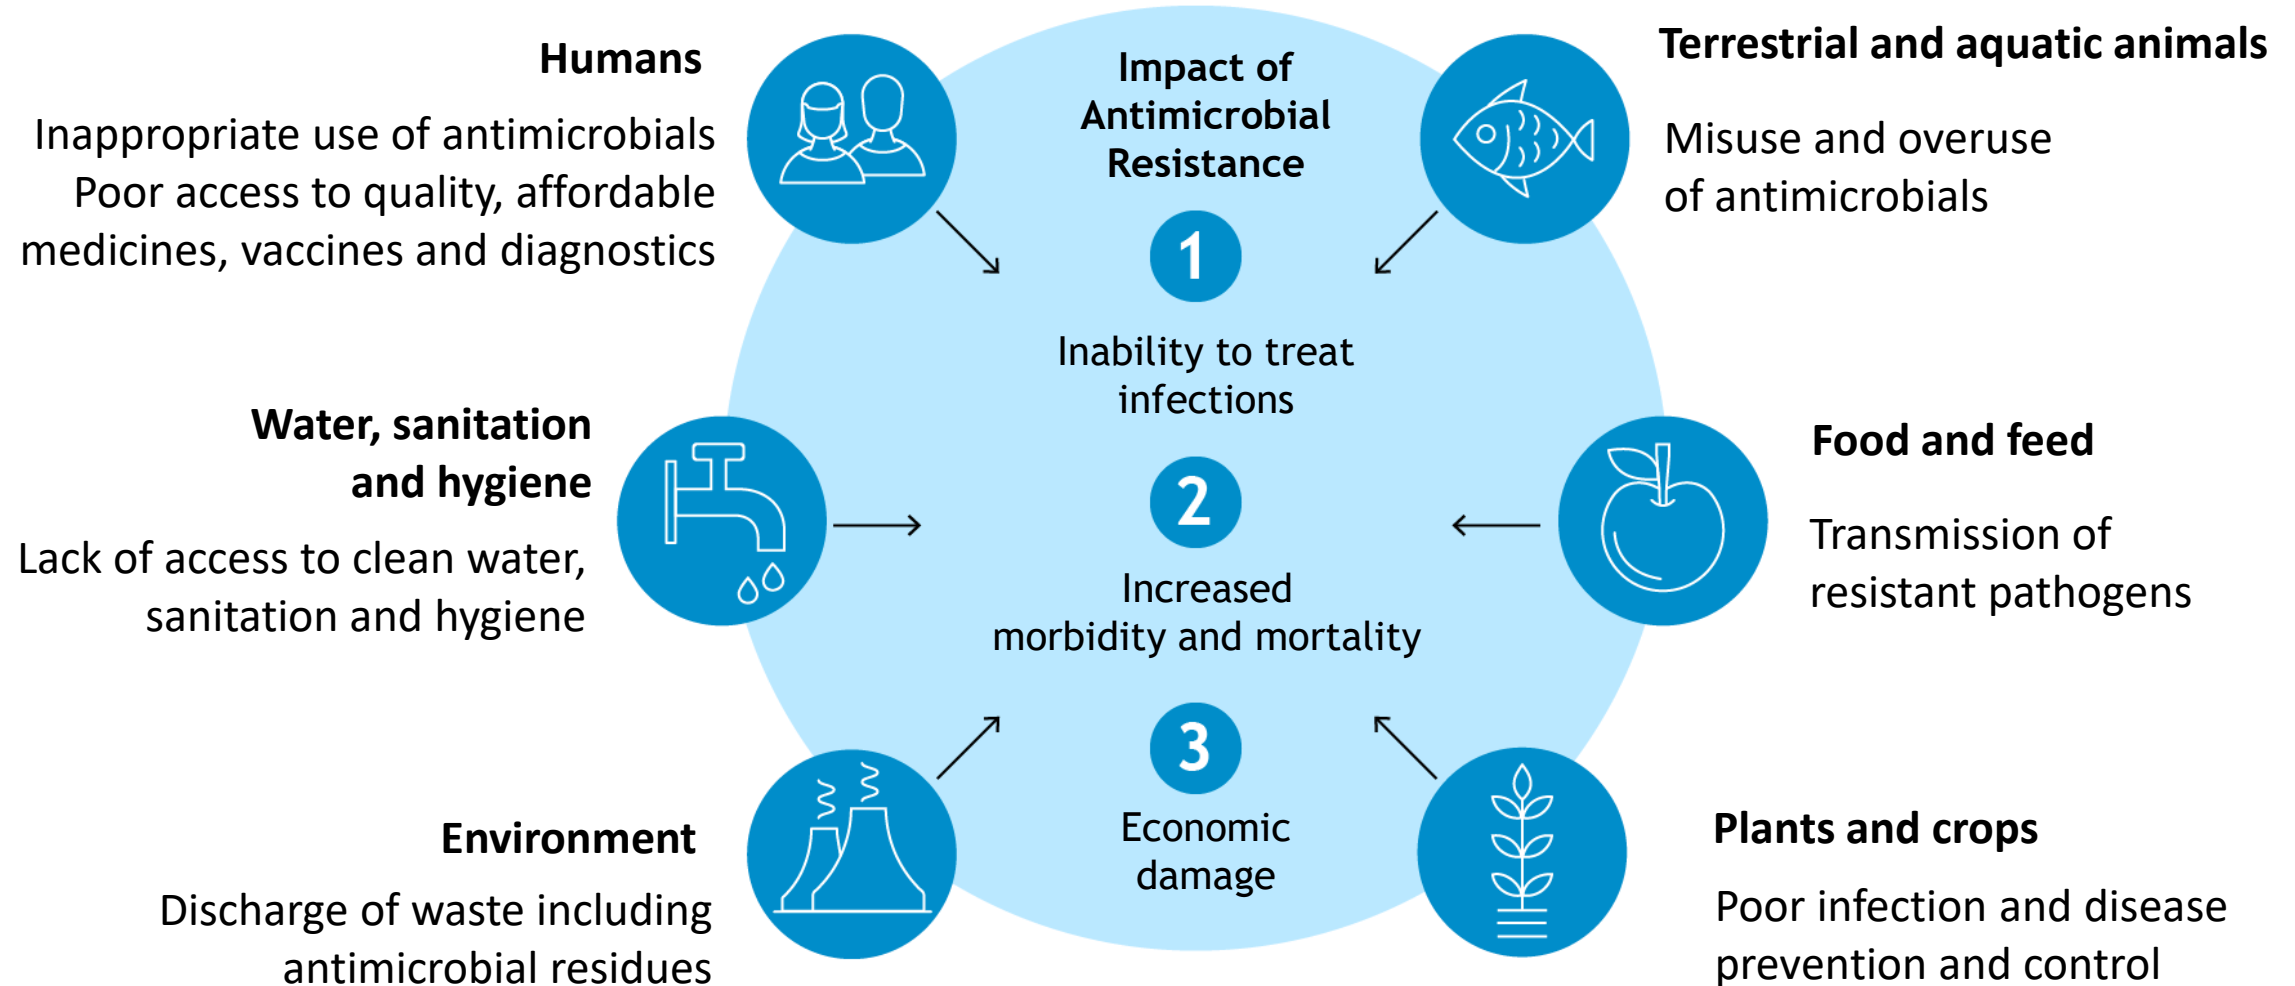 Humans
Inappropriate use of antimicrobials
Poor access to quality, affordable
medicines, vaccines and diagnostics
Water, sanitation
and hygiene
Lack of access to clean water,
sanitation and hygiene
Environment
Discharge of waste including
antimicrobial residues
Impact of
Antimicrobial
Resistance
1
Inability to treat
infections
2
Increased
morbidity and mortality
3
Economic
damage
Terrestrial and aquatic animals
Misuse and overuse
of antimicrobials
Food and feed
Transmission of
resistant pathogens
Plants and crops
Poor infection and disease
prevention and control